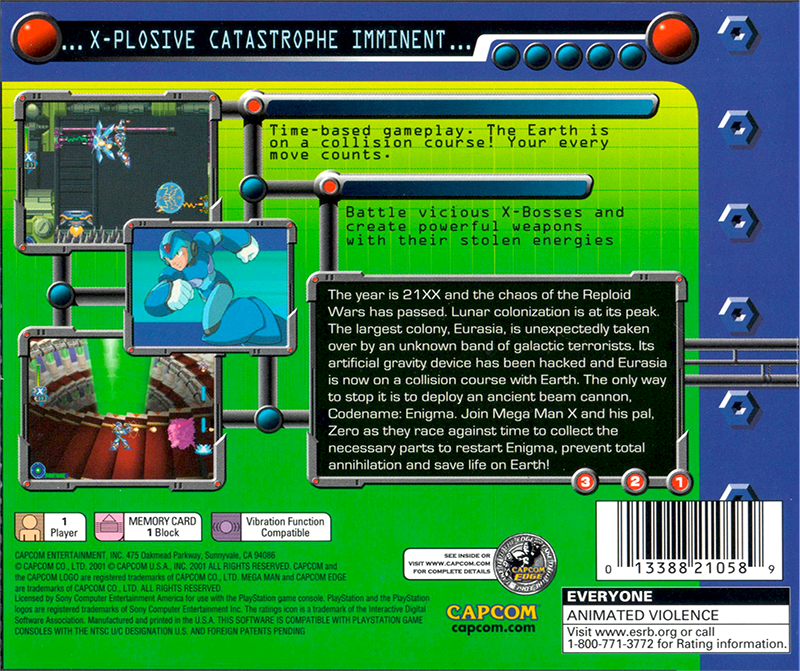 ... X-PLOSIVE CATASTROPHE IMMINENT...
Time-based gameplay. The Earth is
on a collision course! Your every
move counts.
Battle vicious X-Bosses and
create powerful weapons
with their stolen energies
The year is 21XX and the chaos of the Reploid
Wars has passed. Lunar colonization is at its peak.
The largest colony, Eurasia, is unexpectedly taken
over by an unknown band of galactic terrorists. Its
artificial gravity device has been hacked and Eurasia
is now on a collision course with Earth. The only way
to stop it is to deploy an ancient beam cannon,
Codename: Enigma. Join Mega Man X and his pal,
Zero as they race against time to collect the
necessary parts to restart Enigma, prevent total
annihilation and save life on Earth!
3 2 1
1
Player
MEMORY CARD
1 Block
Vibration Function
Compatible
CAPCOM ENTERTAINMENT, INC. 475 Oakmead Parkway, Sunnyvale, CA 94086
© CAPCOM CO., LTD. 2001 © CAPCOM U.S.A., INC. 2001 ALL RIGHTS RESERVED. CAPCOM and
the CAPCOM LOGO are registered trademarks of CAPCOM CO., LTD. MEGA MAN and CAPCOM EDGE
are trademarks of CAPCOM CO., LTD. ALL RIGHTS RESERVED.
Licensed by Sony Computer Entertainment America for use with the PlayStation game console. PlayStation and the PlayStation
logos are registered trademarks of Sony Computer Entertainment Inc. The ratings icon is a trademark of the Interactive Digital
Software Association. Manufactured and printed in the U.S.A. THIS SOFTWARE IS COMPATIBLE WITH PLAYSTATION GAME
CONSOLES WITH THE NTSC U/C DESIGNATION U.S. AND FOREIGN PATENTS PENDING
SEE INSIDE OR
VISIT WWW.CAPCOM.COM
FOR COMPLETE DETAILS
CAPCOM
EDGE
CAPCOM
capcom.com
0 13388 21058 9
EVERYONE
ANIMATED VIOLENCE
Visit www.esrb.org or call
1-800-771-3772 for Rating information.